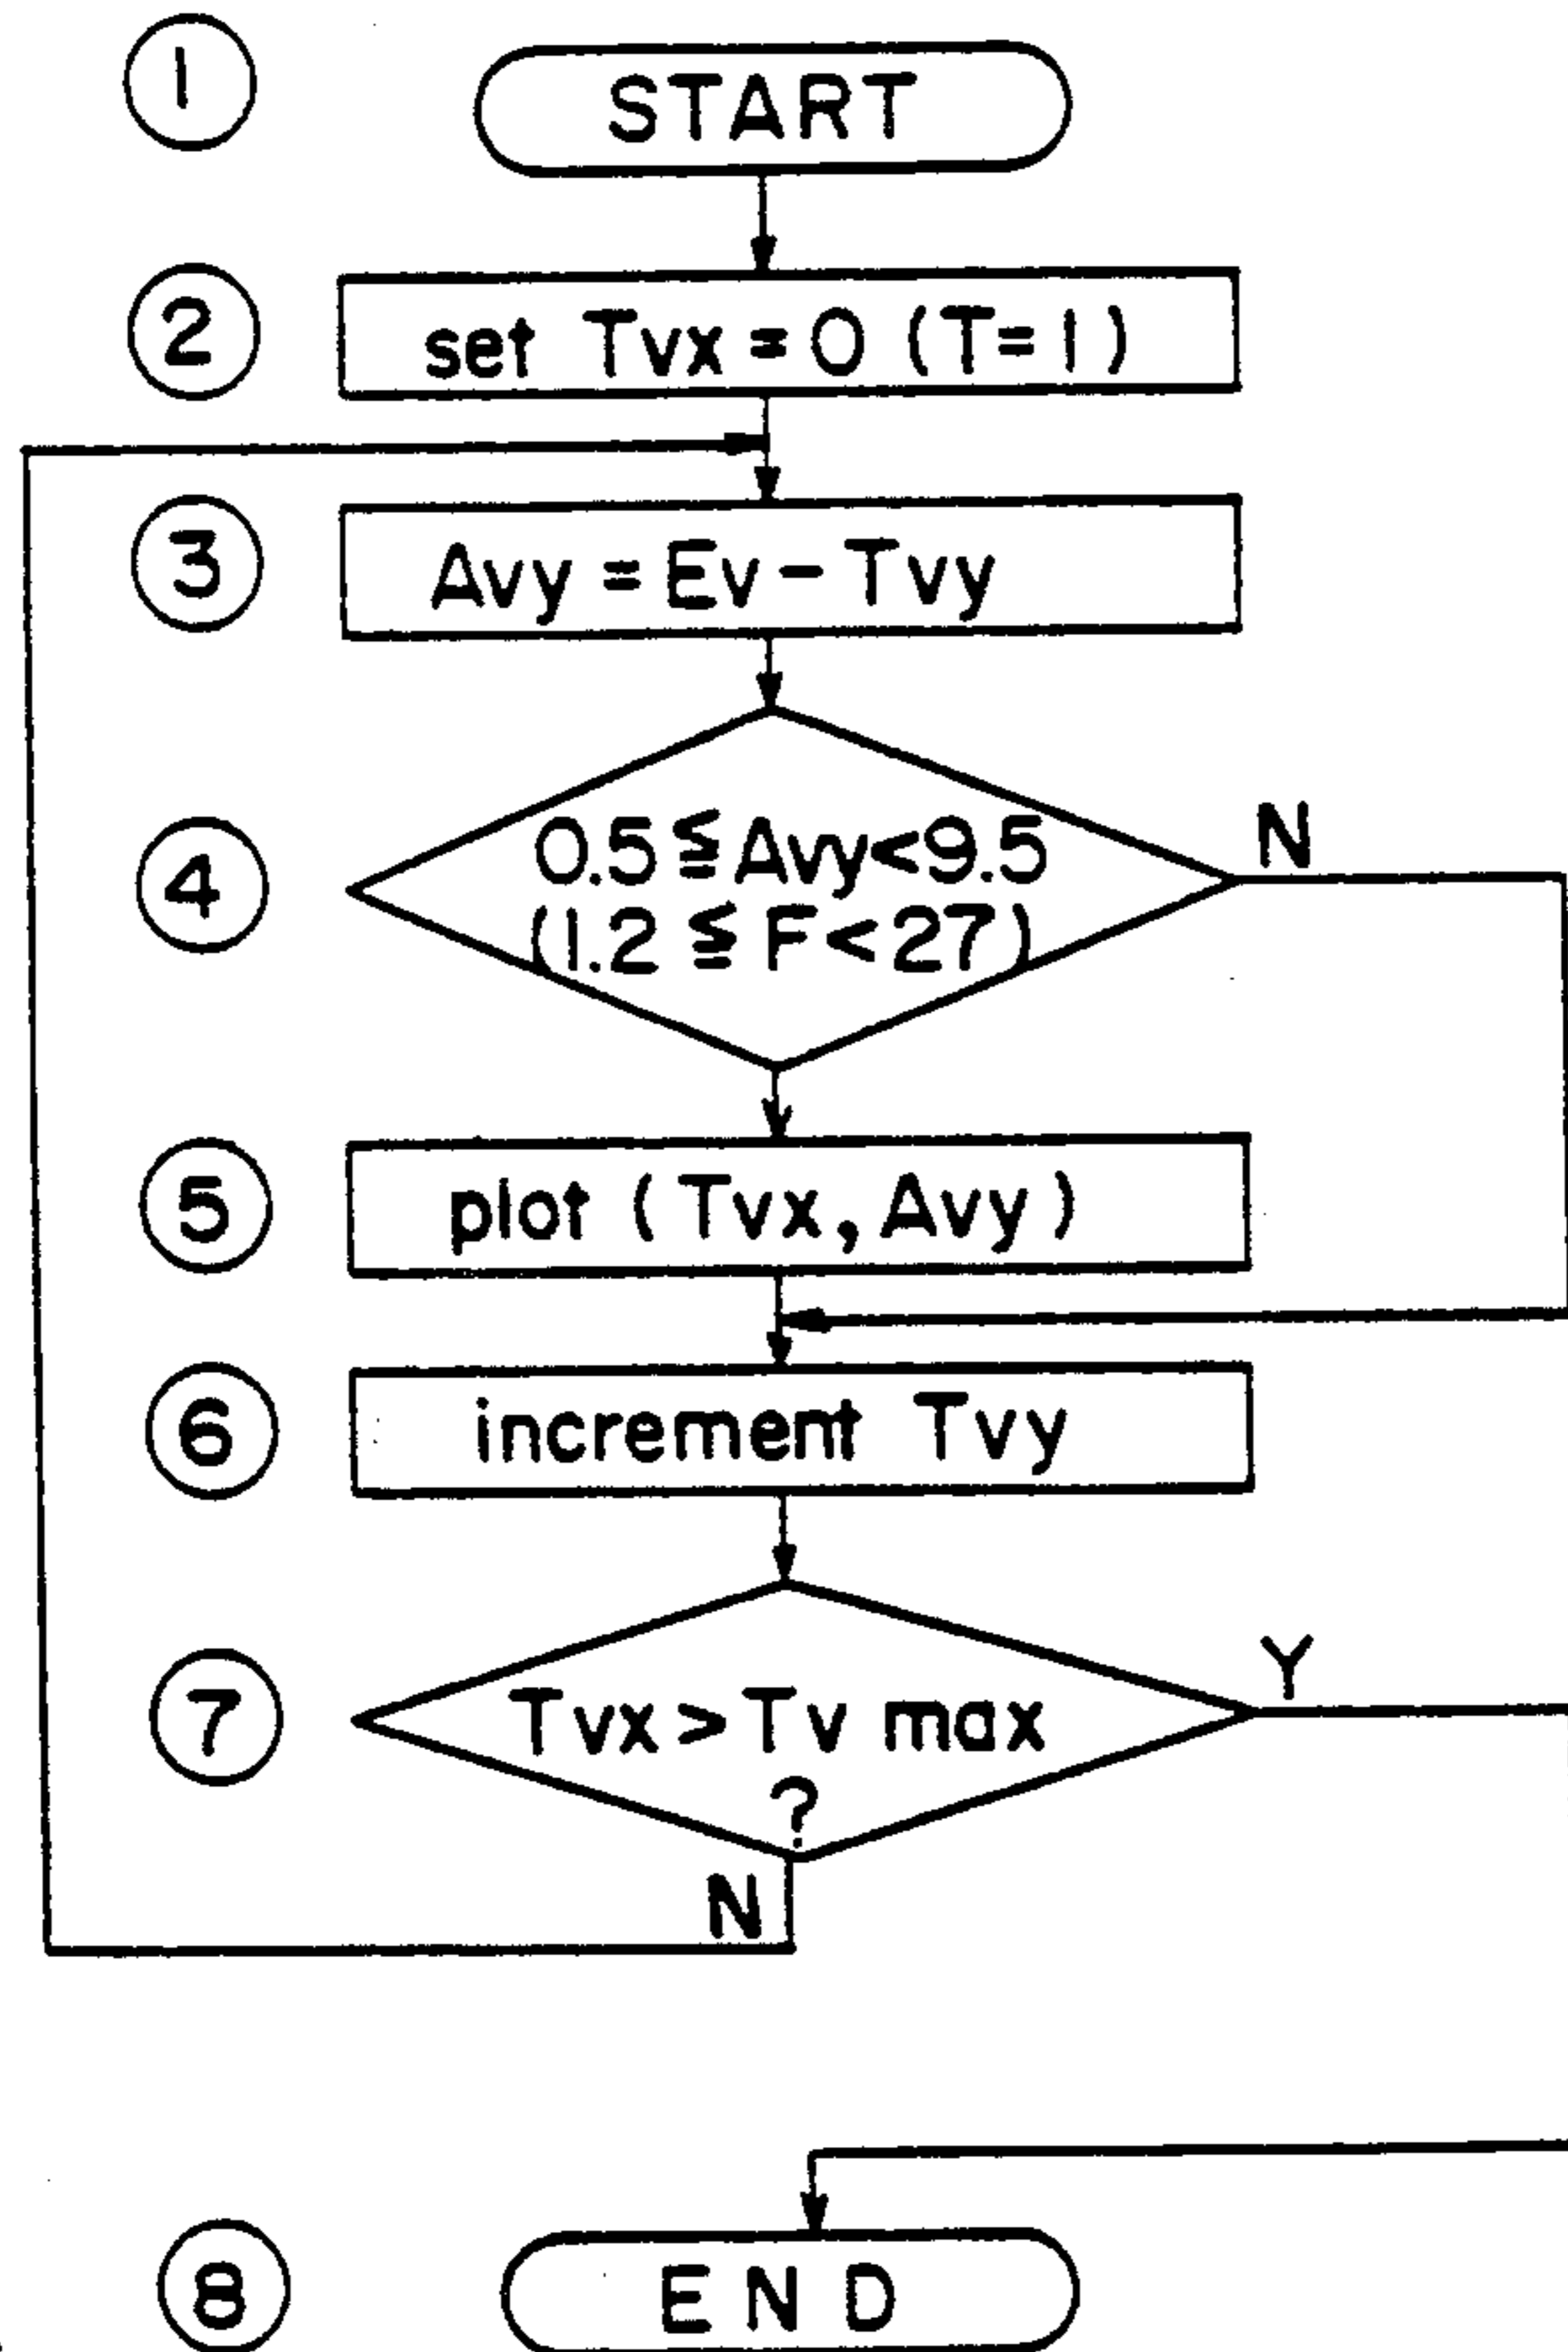 1
START
2
set Tvx = 0 (T = 1)
3
Avy = Ev - Tvy
4
0.5 ≦ Avy < 9.5
(1.2 ≦ F < 27)
N
5
plot (Tvx, Avy)
6
increment Tvy
7
Tvx > Tv max
?
Y
N
8
END